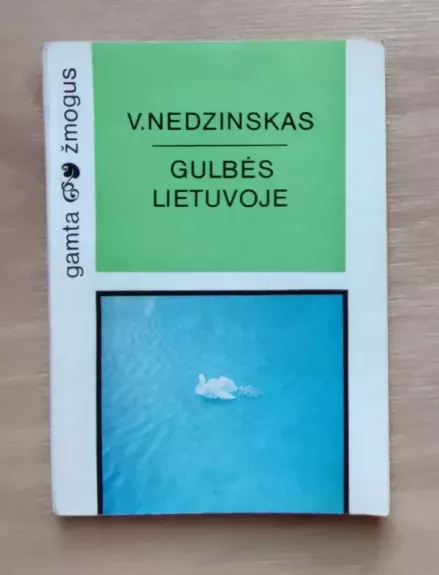 gamta žmogus
V.NEDZINSKAS
GULBĖS
LIETUVOJE